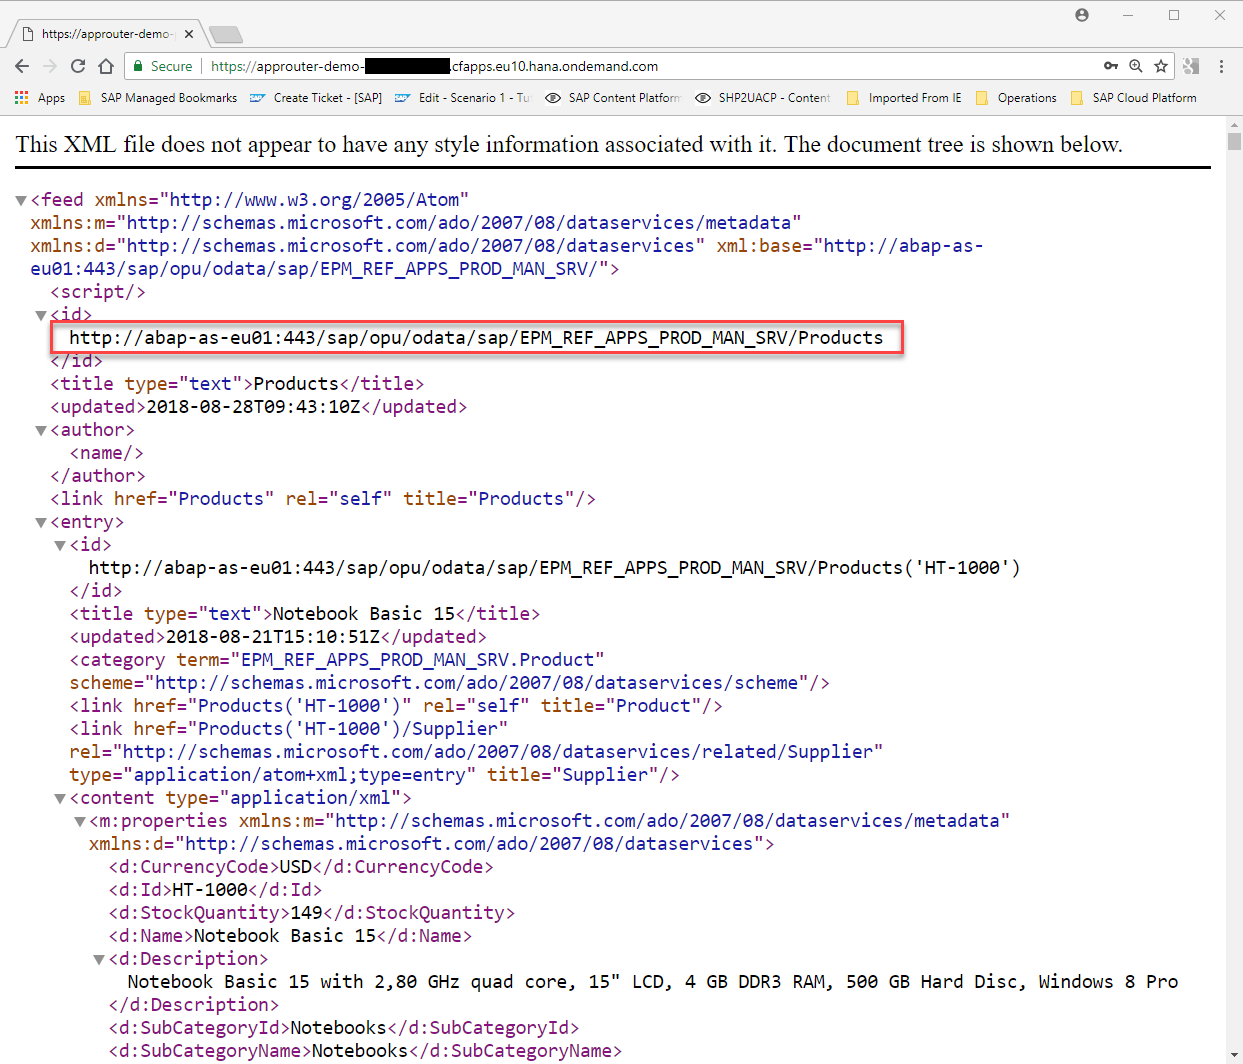 https://approuter-demo-
Secure https://approuter-demo- .cfapps.eu10.hana.ondemand.com
Apps SAP Managed Bookmarks Create Ticket - [SAP] Edit - Scenario 1 - Tu SAP Content Platform SHP2UACP - Content Imported From IE Operations SAP Cloud Platform
This XML file does not appear to have any style information associated with it. The document tree is shown below.
<feed xmlns="http://www.w3.org/2005/Atom"
xmlns:m="http://schemas.microsoft.com/ado/2007/08/dataservices/metadata"
xmlns:d="http://schemas.microsoft.com/ado/2007/08/dataservices" xml:base="http://abap-as-
eu01:443/sap/opu/odata/sap/EPM_REF_APPS_PROD_MAN_SRV/">
<script/>
<id>
http://abap-as-eu01:443/sap/opu/odata/sap/EPM_REF_APPS_PROD_MAN_SRV/Products
</id>
<title type="text">Products</title>
<updated>2018-08-28T09:43:10Z</updated>
<author>
<name/>
</author>
<link href="Products" rel="self" title="Products"/>
<entry>
<id>
http://abap-as-eu01:443/sap/opu/odata/sap/EPM_REF_APPS_PROD_MAN_SRV/Products('HT-1000')
</id>
<title type="text">Notebook Basic 15</title>
<updated>2018-08-21T15:10:51Z</updated>
<category term="EPM_REF_APPS_PROD_MAN_SRV.Product"
scheme="http://schemas.microsoft.com/ado/2007/08/dataservices/scheme"/>
<link href="Products('HT-1000')" rel="self" title="Product"/>
<link href="Products('HT-1000')/Supplier"
rel="http://schemas.microsoft.com/ado/2007/08/dataservices/related/Supplier"
type="application/atom+xml;type=entry" title="Supplier"/>
<content type="application/xml">
<m:properties xmlns:m="http://schemas.microsoft.com/ado/2007/08/dataservices/metadata"
xmlns:d="http://schemas.microsoft.com/ado/2007/08/dataservices">
<d:CurrencyCode>USD</d:CurrencyCode>
<d:Id>HT-1000</d:Id>
<d:StockQuantity>149</d:StockQuantity>
<d:Name>Notebook Basic 15</d:Name>
<d:Description>
Notebook Basic 15 with 2,80 GHz quad core, 15" LCD, 4 GB DDR3 RAM, 500 GB Hard Disc, Windows 8 Pro
</d:Description>
<d:SubCategoryId>Notebooks</d:SubCategoryId>
<d:SubCategoryName>Notebooks</d:SubCategoryName>